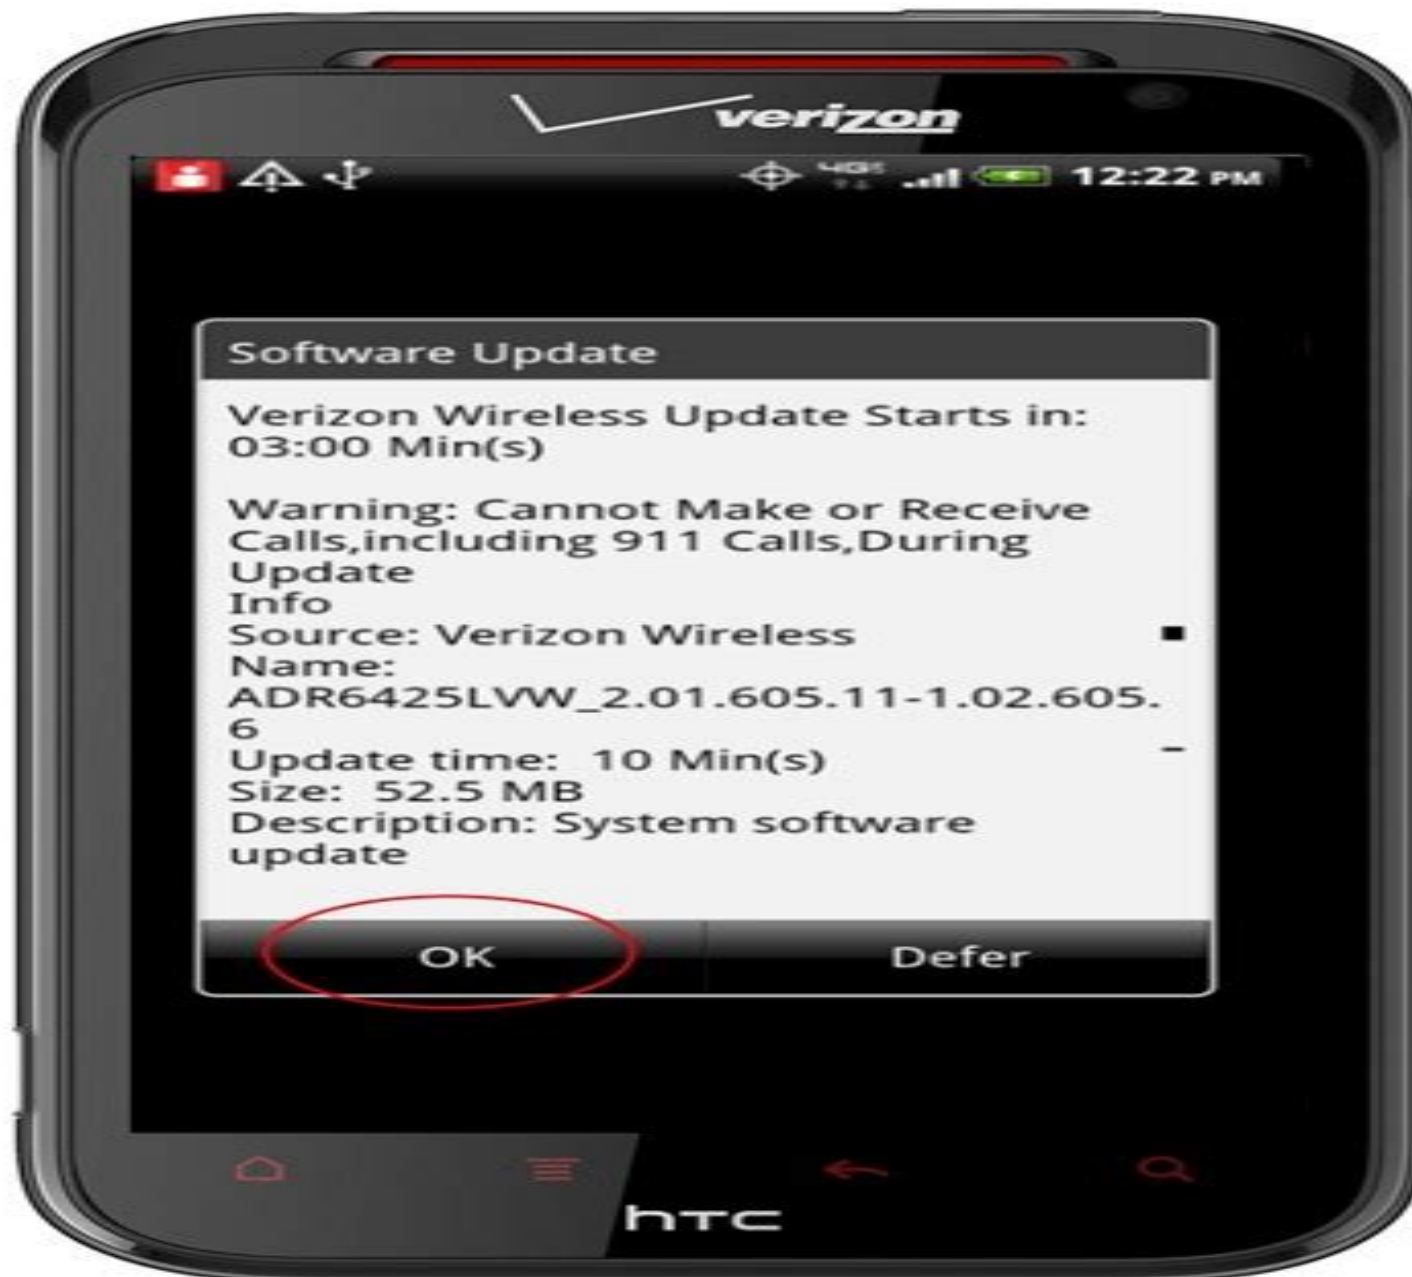 verizon
4G
12:22 PM
Software Update
Verizon Wireless Update Starts in:
03:00 Min(s)
Warning: Cannot Make or Receive
Calls,including 911 Calls,During
Update
Info
Source: Verizon Wireless
Name:
ADR6425LVW_2.01.605.11-1.02.605.
6
Update time: 10 Min(s)
Size: 52.5 MB
Description: System software
update
OK
Defer
hTC